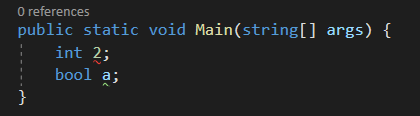 0 references
public static void Main(string[] args) {
    int 2;
    bool a;
}